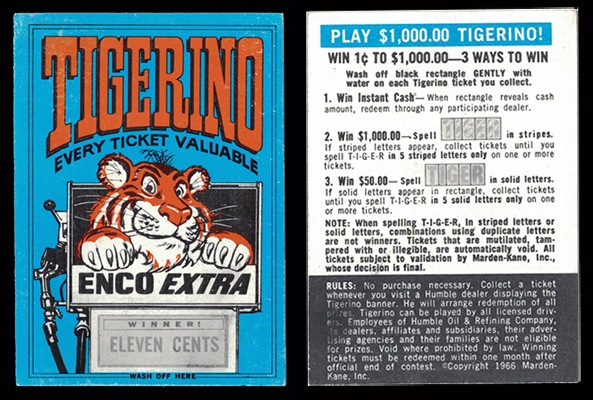 TIGERINO
EVERY TICKET VALUABLE
ENCO EXTRA
WINNER!
ELEVEN CENTS
WASH OFF HERE
PLAY $1,000.00 TIGERINO!
WIN 1¢ TO $1,000.00—3 WAYS TO WIN
Wash off black rectangle GENTLY with
water on each Tigerino ticket you collect.
1. Win Instant Cash—When rectangle reveals cash
amount, redeem through any participating dealer.
2. Win $1,000.00—Spell TIGER in stripes.
If striped letters appear, collect tickets until you
spell T-I-G-E-R in 5 striped letters only on one or
more tickets.
3. Win $50.00—Spell TIGER in solid letters.
If solid letters appear in rectangle, collect tickets
until you spell T-I-G-E-R in 5 solid letters only on one
or more tickets.
NOTE: When spelling T-I-G-E-R, in striped letters or
solid letters, combinations using duplicate letters
are not winners. Tickets that are mutilated, tam-
pered with or illegible, are automatically void. All
tickets subject to validation by Marden-Kane, Inc.,
whose decision is final.
RULES: No purchase necessary. Collect a ticket
whenever you visit a Humble dealer displaying the
Tigerino banner. He will arrange redemption of all
prizes. Tigerino can be played by all licensed driv-
ers. Employees of Humble Oil & Refining Company,
its dealers, affiliates and subsidiaries, their adver-
tising agencies and their families are not eligible
for prizes. Void where prohibited by law. Winning
tickets must be redeemed within one month after
official end of contest. ©Copyright 1966 Marden-
Kane, Inc.